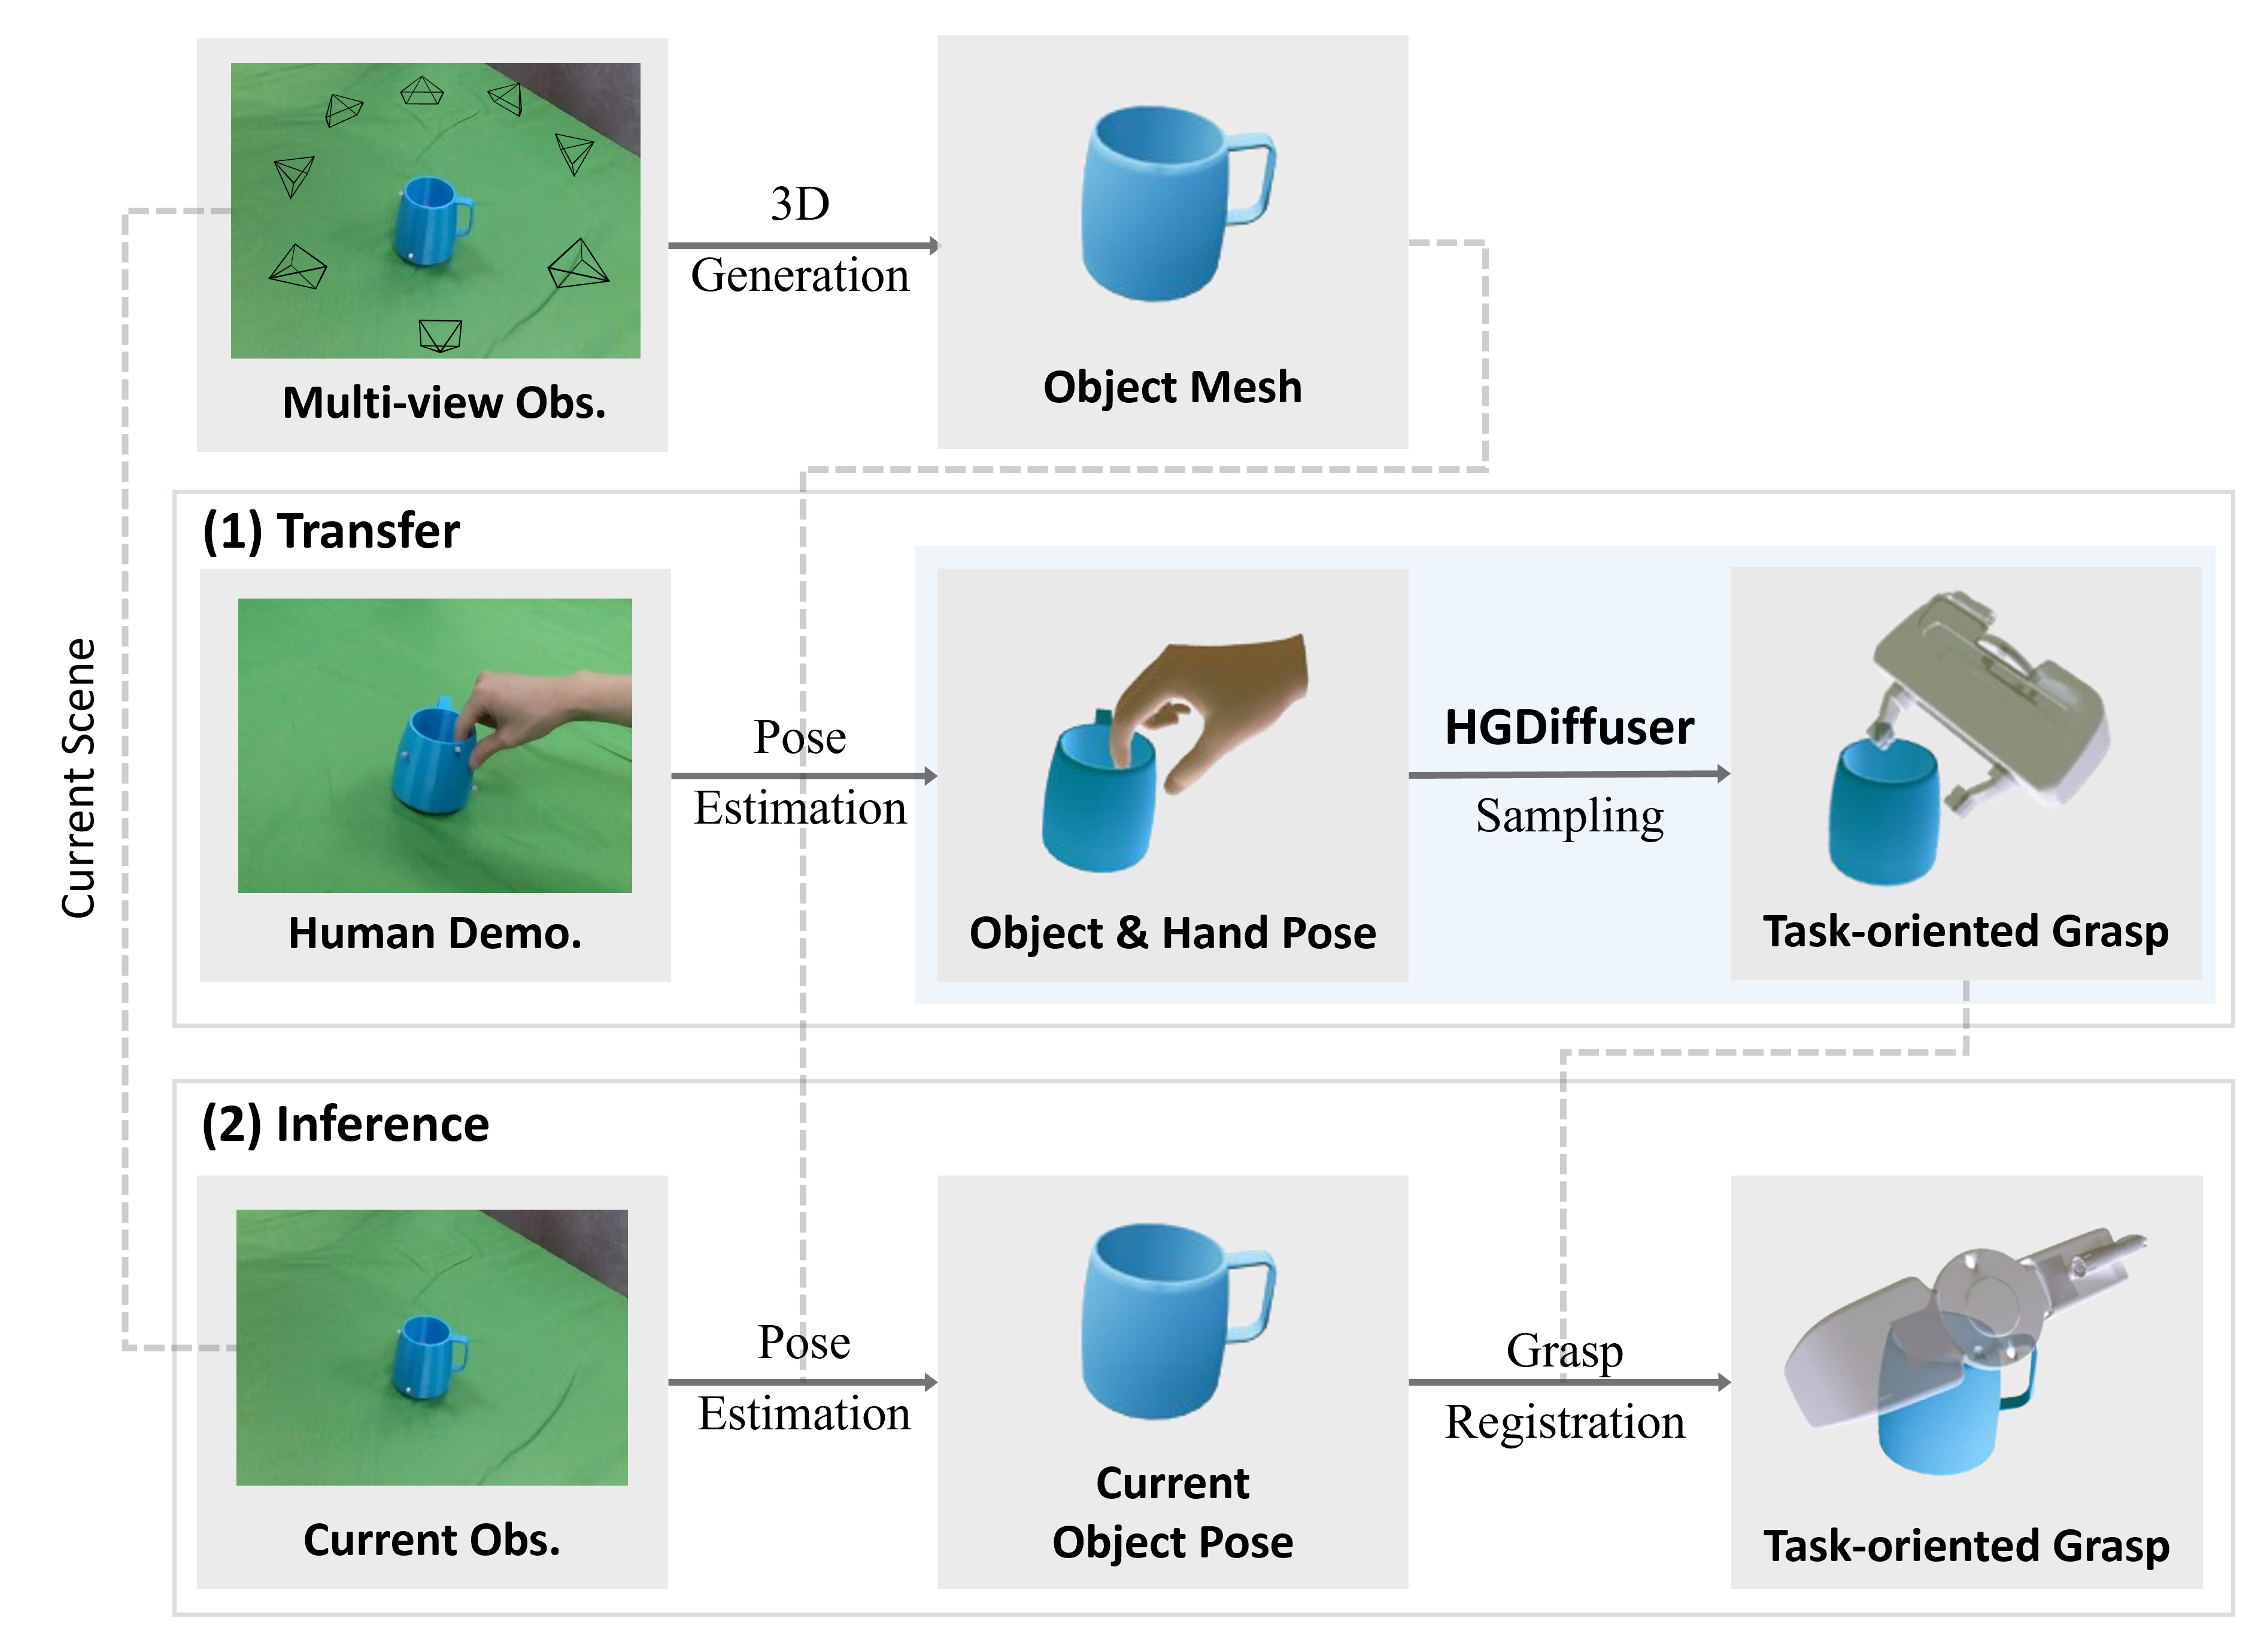 3D
Generation
Multi-view Obs.
Object Mesh
Current Scene
(1) Transfer
Pose
Estimation
HGDiffuser
Sampling
Human Demo.
Object & Hand Pose
Task-oriented Grasp
(2) Inference
Pose
Estimation
Grasp
Registration
Current Obs.
Current
Object Pose
Task-oriented Grasp